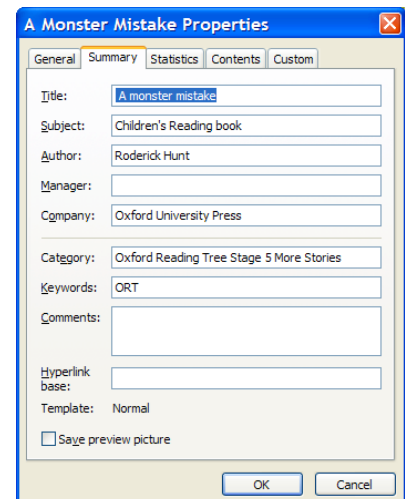 A Monster Mistake Properties
General Summary Statistics Contents Custom
Title: A monster mistake
Subject: Children's Reading book
Author: Roderick Hunt
Manager:
Company: Oxford University Press
Category: Oxford Reading Tree Stage 5 More Stories
Keywords: ORT
Comments:
Hyperlink
base:
Template: Normal
Save preview picture
OK Cancel